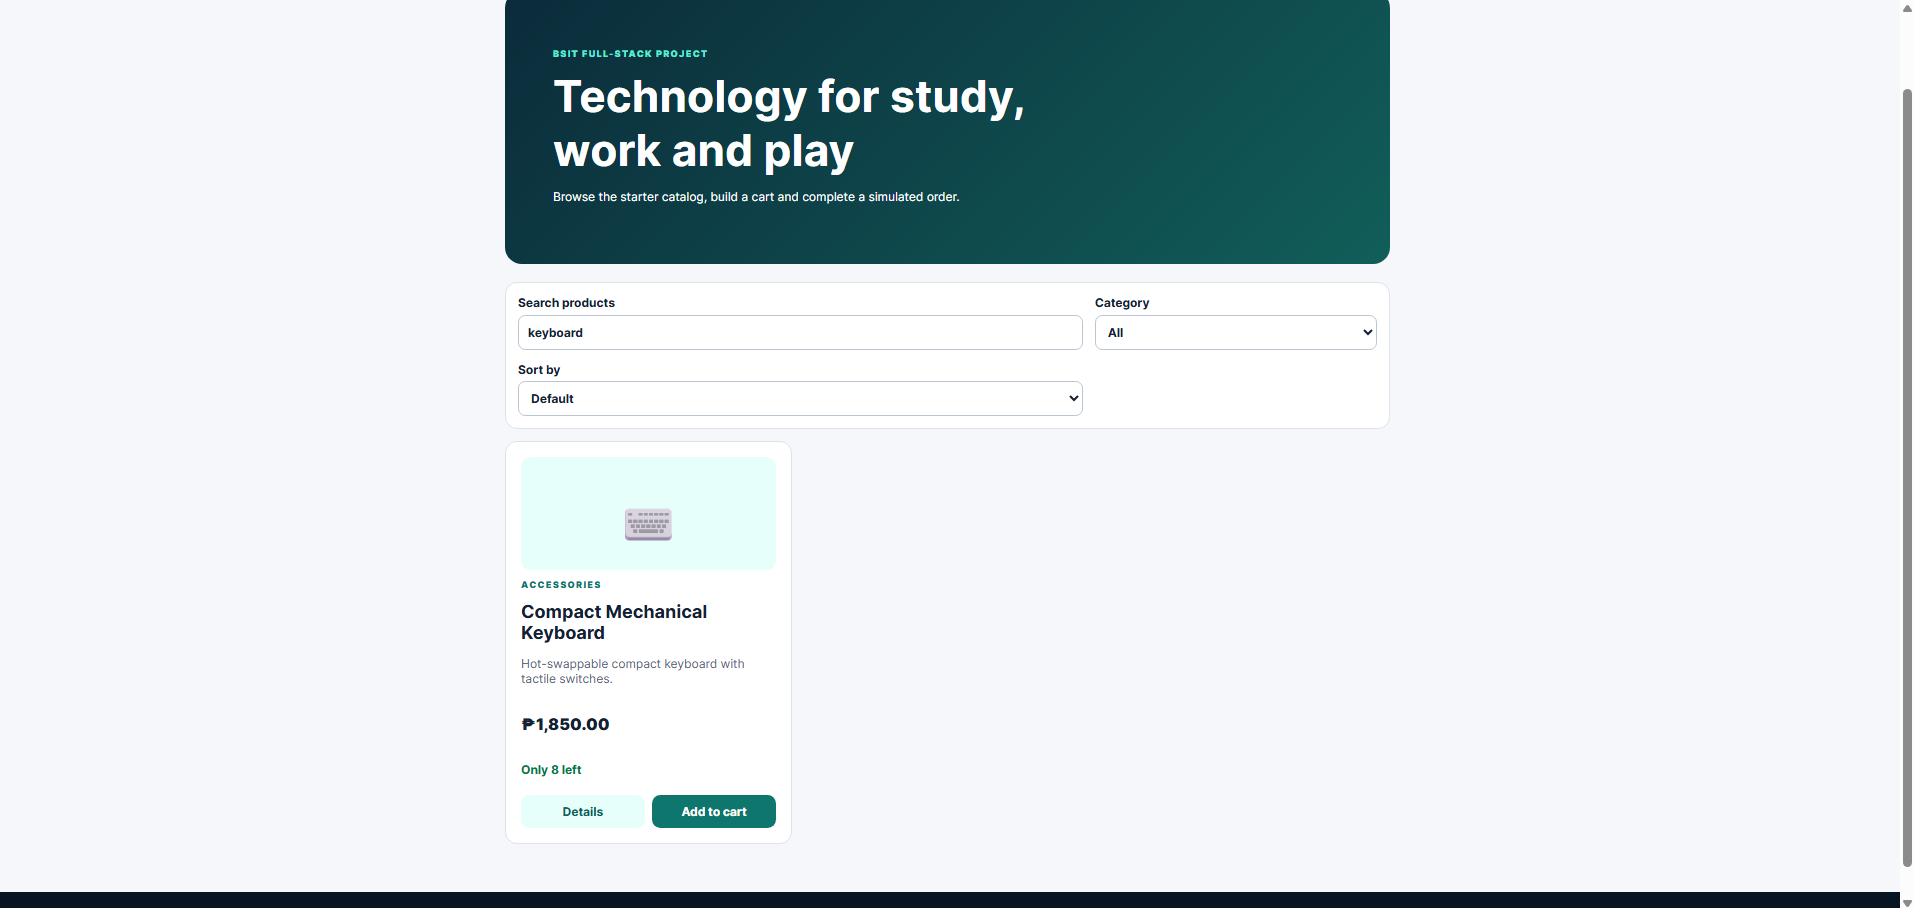 BSIT FULL-STACK PROJECT
Technology for study,
work and play
Browse the starter catalog, build a cart and complete a simulated order.
Search products
Category
keyboard
All
Sort by
Default
ACCESSORIES
Compact Mechanical
Keyboard
Hot-swappable compact keyboard with
tactile switches.
₱1,850.00
Only 8 left
Details
Add to cart